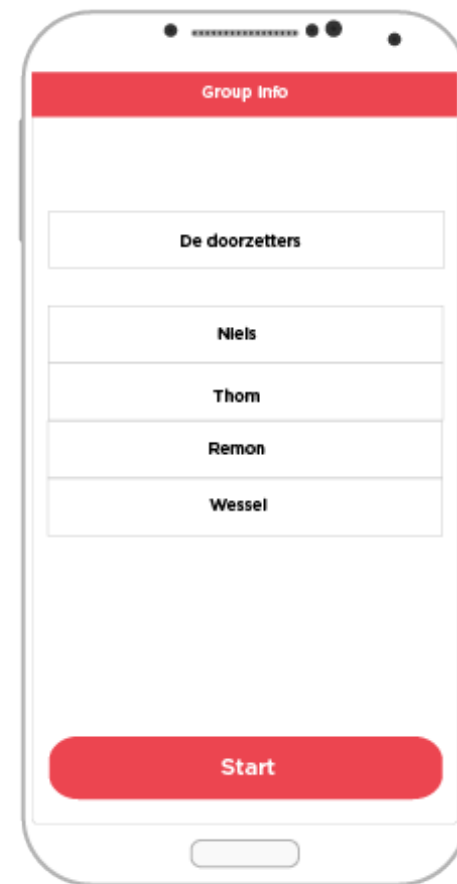 Group Info
De doorzetters
Niels
Thom
Remon
Wessel
Start